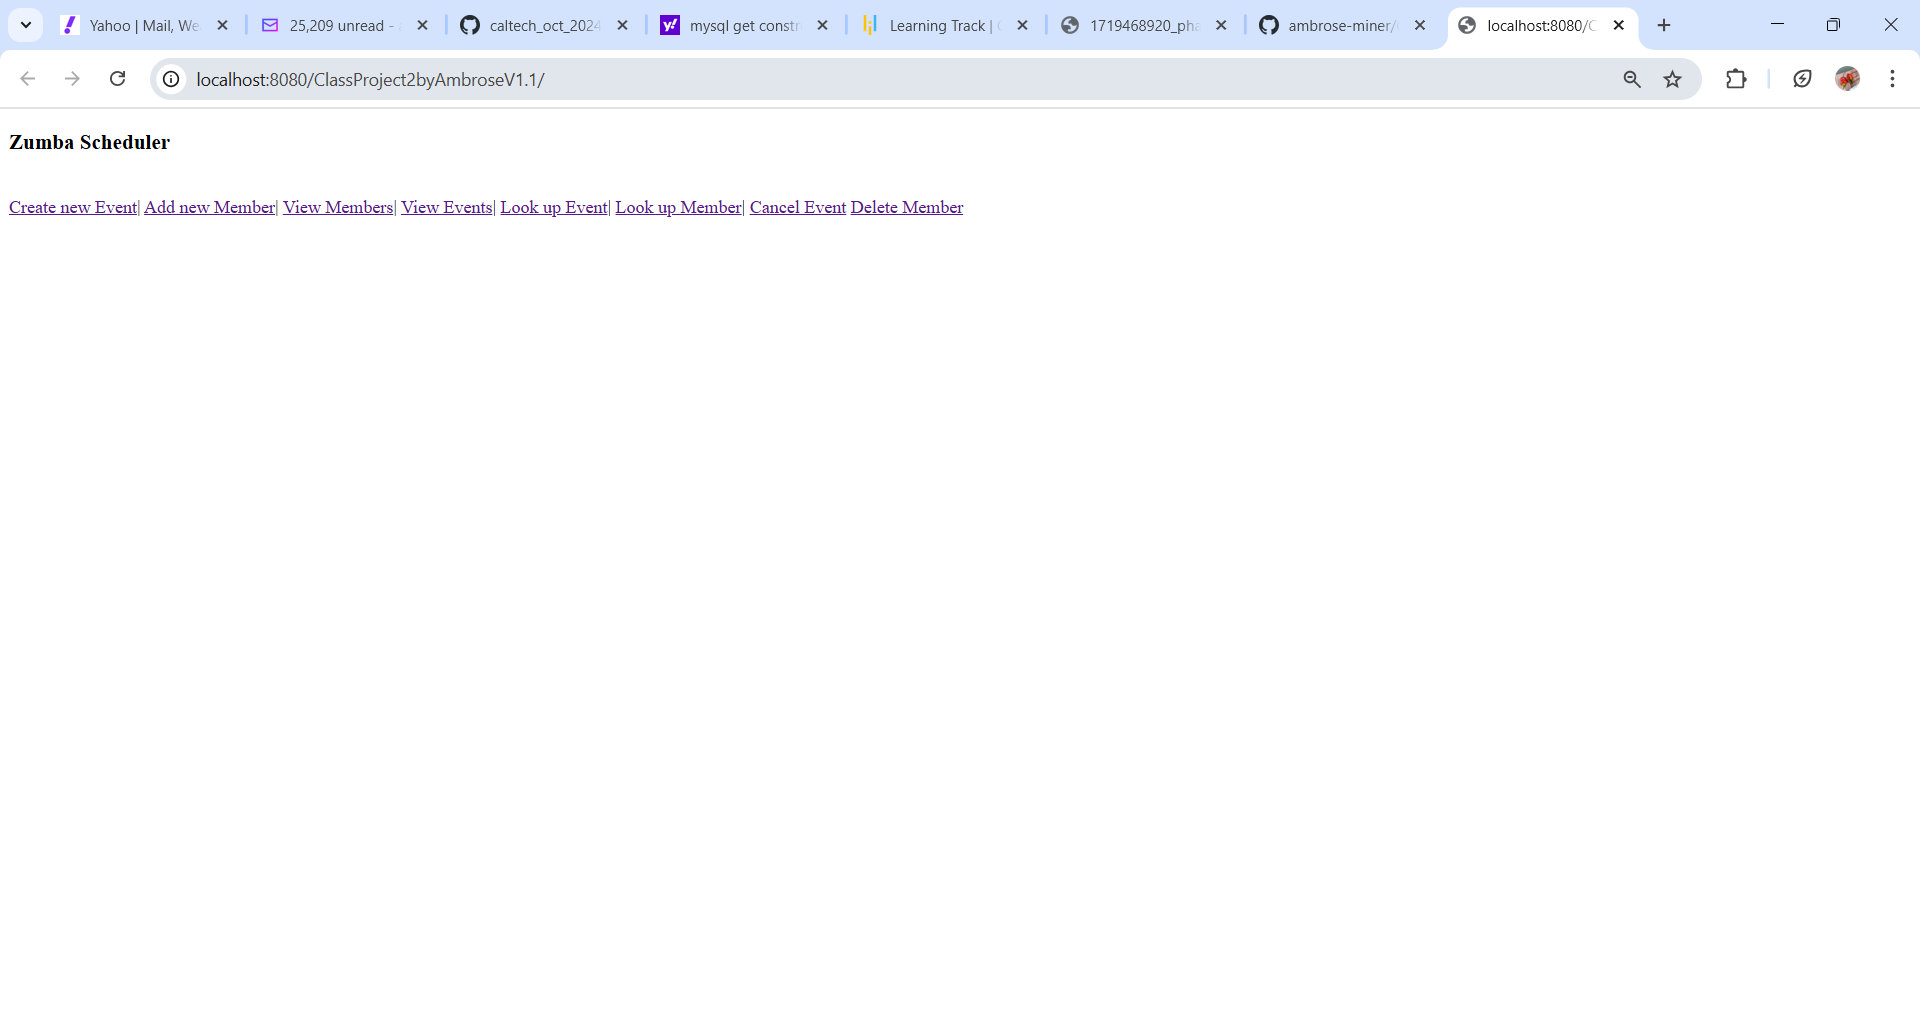 Yahoo | Mail, We
25,209 unread -
caltech_oct_2024
mysql get constr
Learning Track |
1719468920_pha
ambrose-miner/
localhost:8080/C
localhost:8080/ClassProject2byAmbroseV1.1/
Zumba Scheduler
Create new Event| Add new Member| View Members| View Events| Look up Event| Look up Member| Cancel Event Delete Member